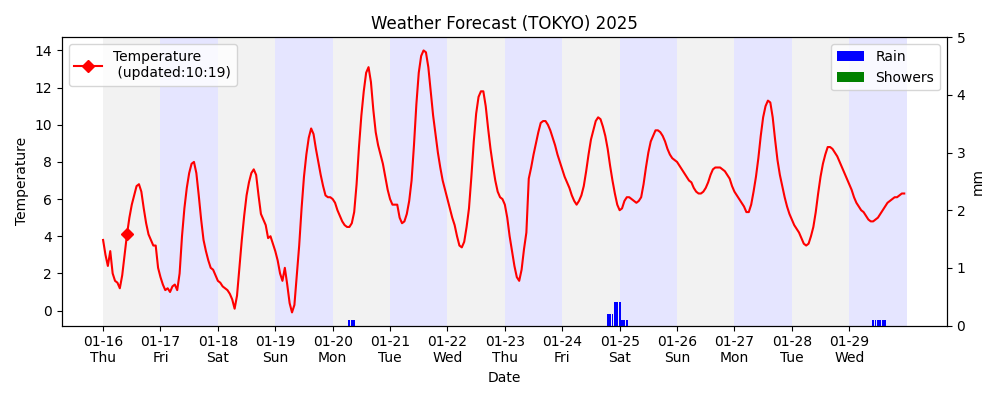 Weather Forecast (TOKYO) 2025
Temperature
(updated:10:19)
Rain
Showers
Temperature
14
12
10
8
6
4
2
0
5
4
3
2
1
0
mm
01-16 01-17 01-18 01-19 01-20 01-21 01-22 01-23 01-24 01-25 01-26 01-27 01-28 01-29
Thu Fri Sat Sun Mon Tue Wed Thu Fri Sat Sun Mon Tue Wed
Date